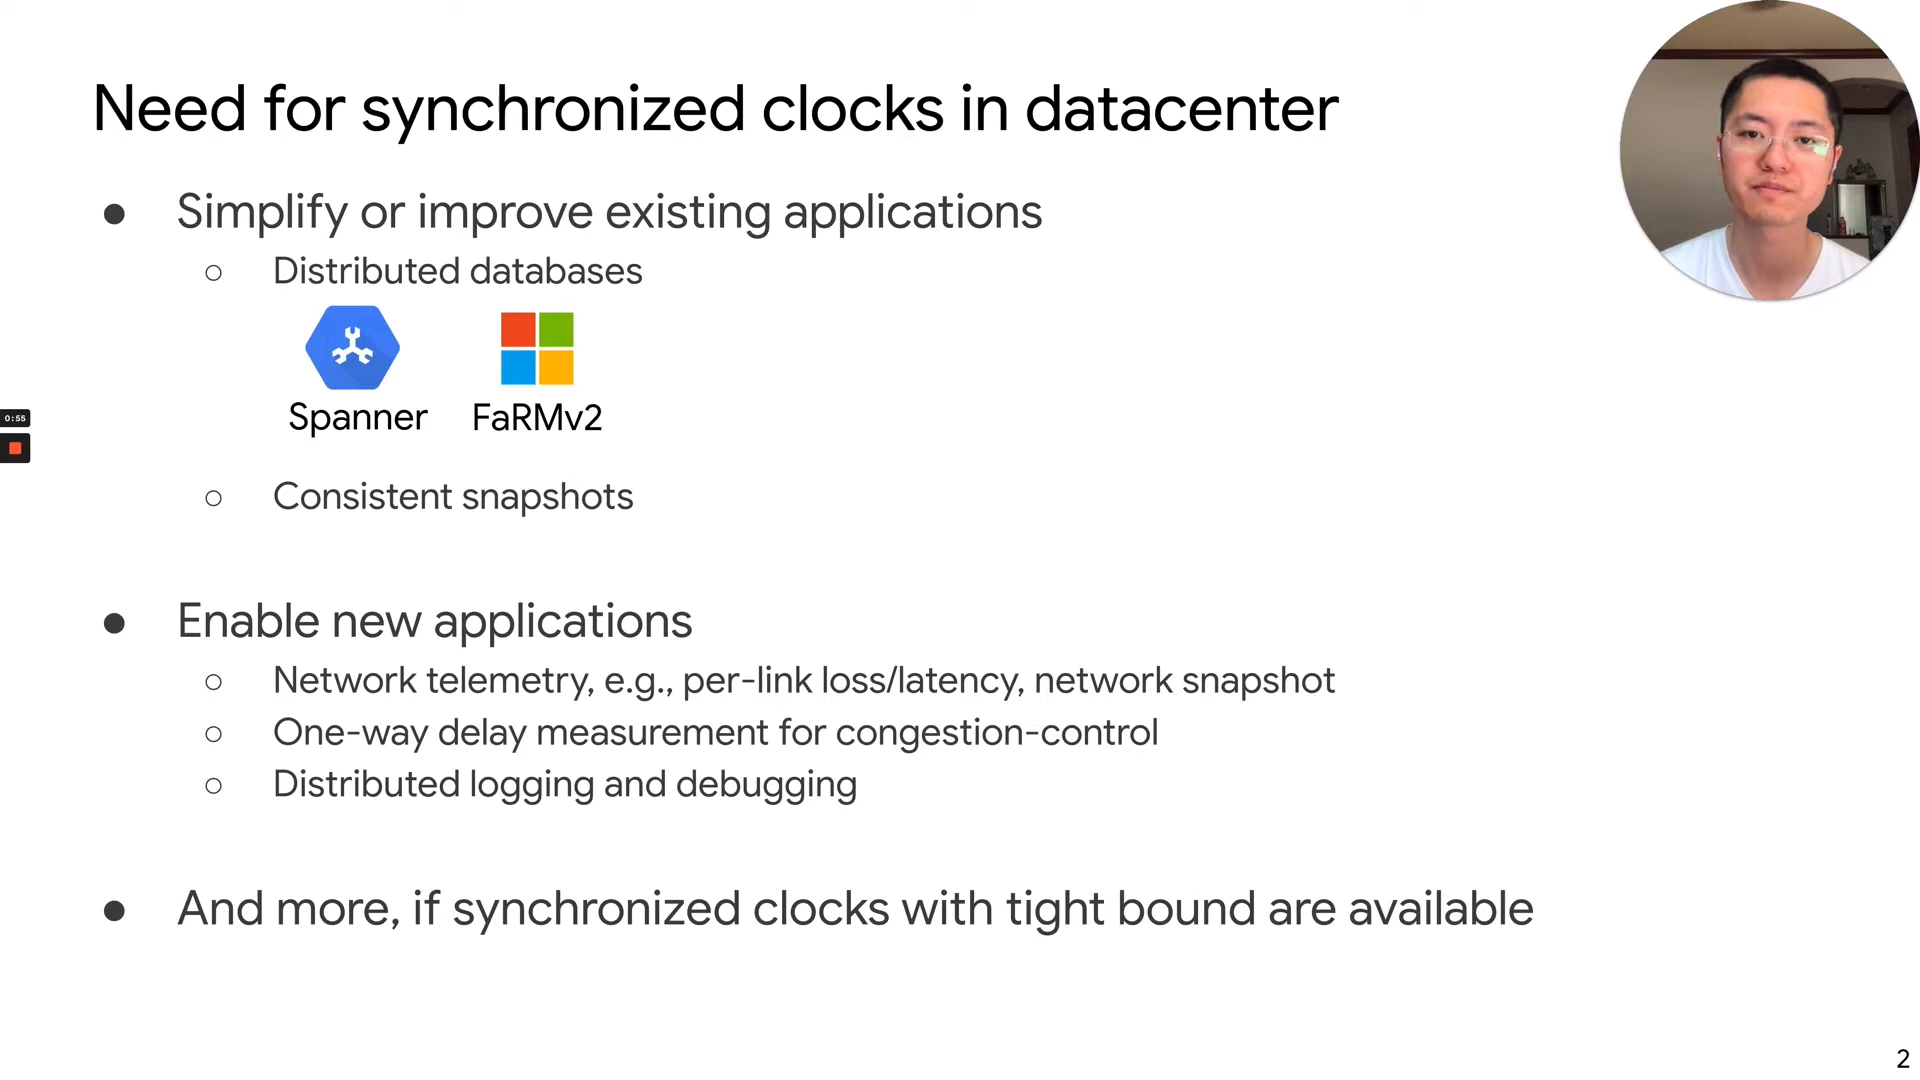 Need for synchronized clocks in datacenter
● Simplify or improve existing applications
○ Distributed databases
Spanner FaRMv2
0:55
○ Consistent snapshots
● Enable new applications
○ Network telemetry, e.g., per-link loss/latency, network snapshot
○ One-way delay measurement for congestion-control
○ Distributed logging and debugging
● And more, if synchronized clocks with tight bound are available
2